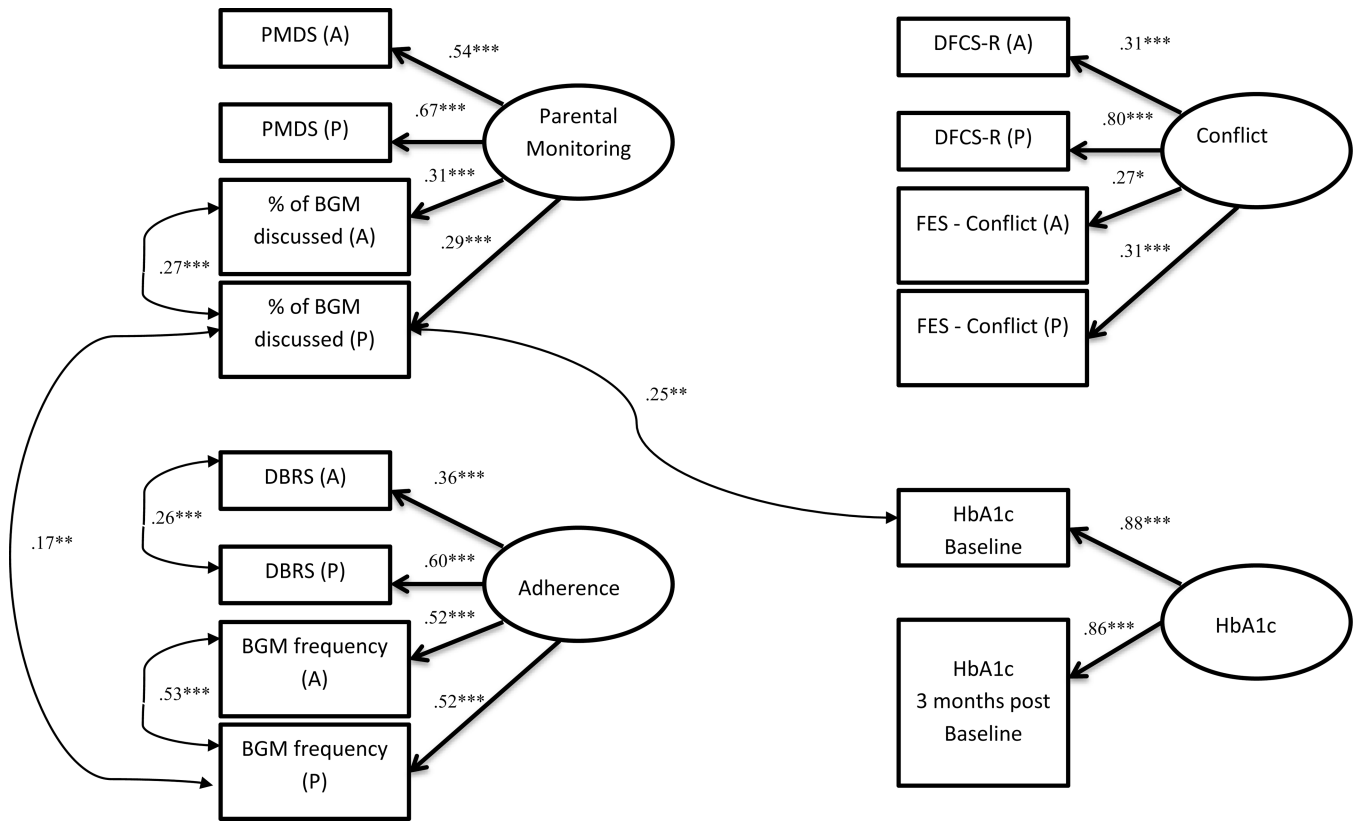 PMDS (A)
.54***
PMDS (P)
.67***
Parental
Monitoring
% of BGM
discussed (A)
.31***
.27***
% of BGM
discussed (P)
.29***
DFCS-R (A)
.31***
DFCS-R (P)
.80***
Conflict
FES - Conflict (A)
.27*
FES - Conflict (P)
.31***
.25**
.17**
DBRS (A)
.36***
.26***
DBRS (P)
.60***
Adherence
BGM frequency
(A)
.52***
.53***
BGM frequency
(P)
.52***
HbA1c
Baseline
.88***
HbA1c
3 months post
Baseline
.86***
HbA1c